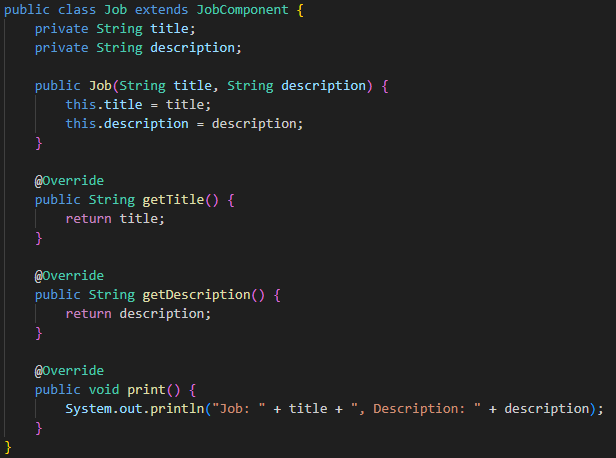 public class Job extends JobComponent {
    private String title;
    private String description;

    public Job(String title, String description) {
        this.title = title;
        this.description = description;
    }

    @Override
    public String getTitle() {
        return title;
    }

    @Override
    public String getDescription() {
        return description;
    }

    @Override
    public void print() {
        System.out.println("Job: " + title + ", Description: " + description);
    }
}